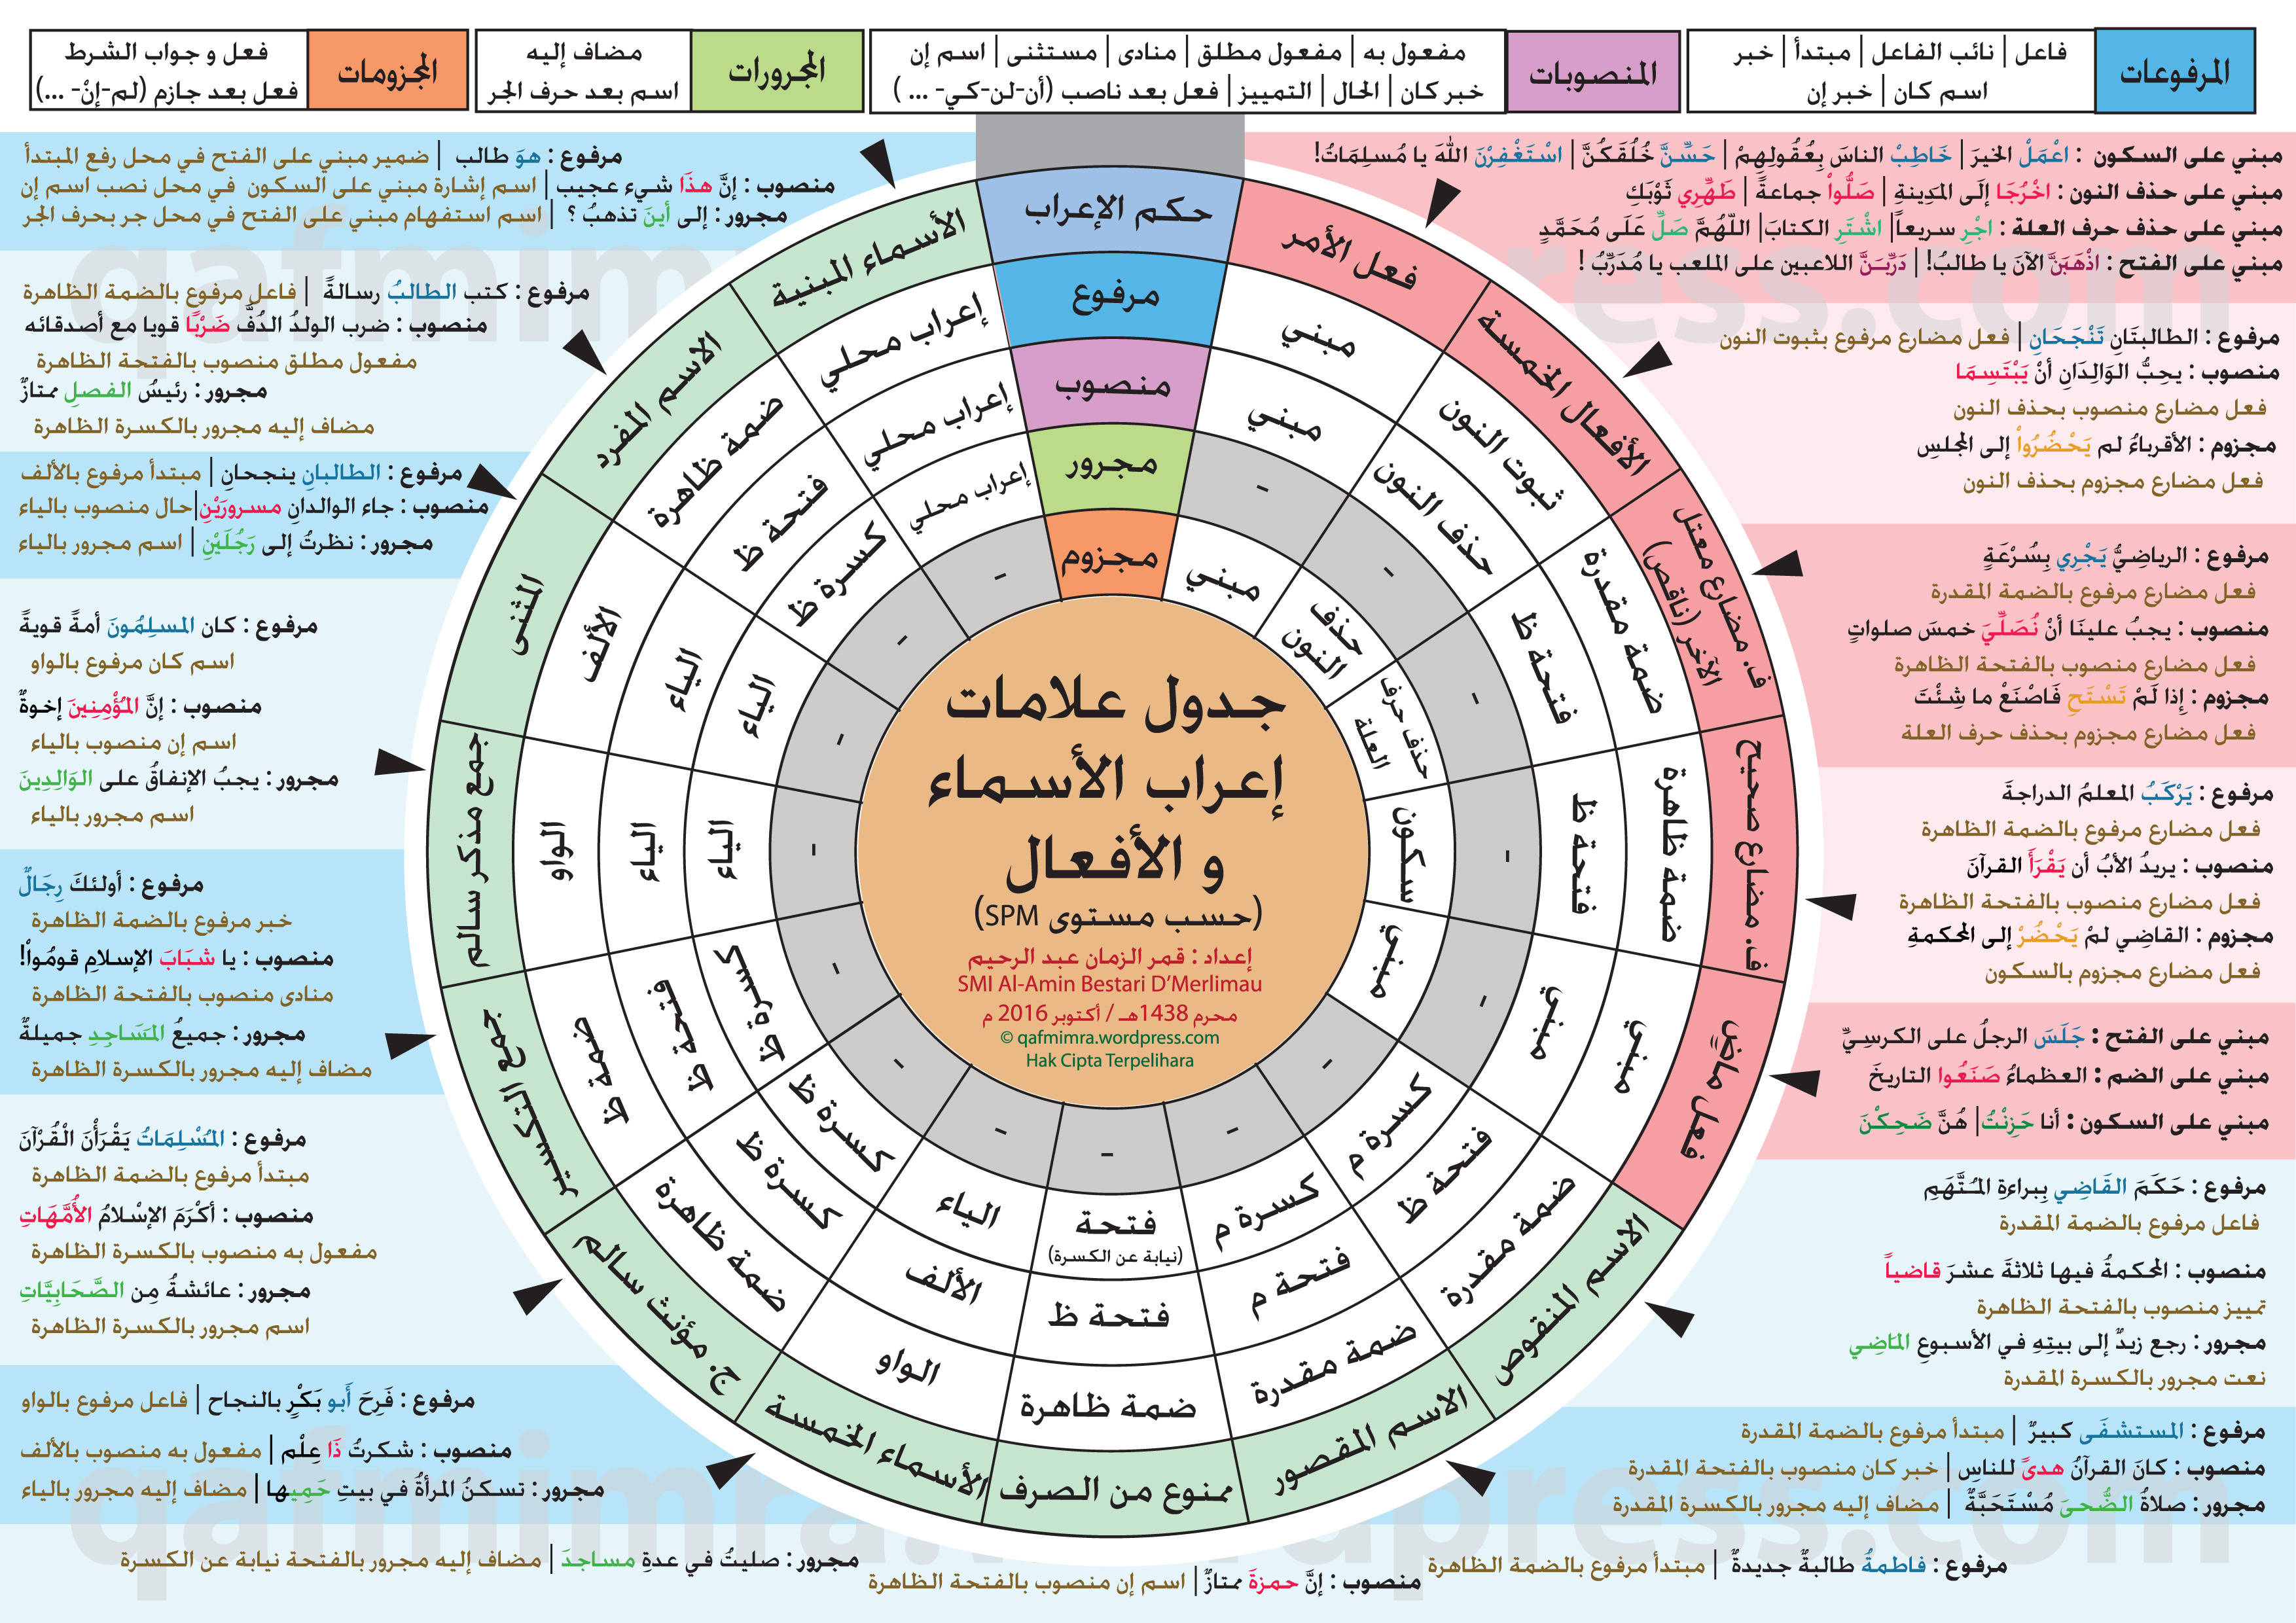 المرفوعات
فاعل | نائب الفاعل | مبتدأ | خبر
اسم كان | خبر إن
المنصوبات
مفعول به | مفعول مطلق | منادى | مستثنى | اسم إن
خبر كان | الحال | التمييز | فعل بعد ناصب (أن-لن-كي- ... )
المجرورات
مضاف إليه
اسم بعد حرف الجر
المجزومات
فعل و جواب الشرط
فعل بعد جازم (لم-إنْ- ...)
مبني على السكون : اعْمَلْ الخيرَ | خَاطِبْ الناسَ بِعُقُولِهِمْ | حَسِّنَّ خُلُقَكُنَّ | اسْتَغْفِرْنَ اللهَ يا مُسلِمَاتُ!
مبني على حذف النون : اخْرُجَا إلَى المَدِينةِ | صَلُّواْ جماعةً | طَهِّرِي ثَوْبَكِ
مبني على حذف حرف العلة : اجْرِ سريعاً | اشْتَرِ الكتابَ | اللّهُمَّ صَلِّ عَلَى مُحَمَّدٍ
مبني على الفتح : اذْهَبَنَّ الآنَ يا طالبُ! | دَرِّبَنَّ اللاعبين على الملعب يا مُدَرِّبُ !
مرفوع : الطالبتَانِ تَنْجَحَانِ | فعل مضارع مرفوع بثبوت النون
منصوب : يحِبُّ الوَالِدَانِ أنْ يَبْتَسِمَا
فعل مضارع منصوب بحذف النون
مجزوم : الأقرباءُ لم يَحْضُرُواْ إلى المجلسِ
فعل مضارع مجزوم بحذف النون
مرفوع : الرياضِيُّ يَجْرِي بِسُرْعَةٍ
فعل مضارع مرفوع بالضمة المقدرة
منصوب : يجبُ علينَا أنْ نُصَلِّيَ خمسَ صلواتٍ
فعل مضارع منصوب بالفتحة الظاهرة
مجزوم : إذا لَمْ تَسْتَحِ فَاصْنَعْ ما شِئْتَ
فعل مضارع مجزوم بحذف حرف العلة
مرفوع : يَرْكَبُ المعلمُ الدراجةَ
فعل مضارع مرفوع بالضمة الظاهرة
منصوب : يريدُ الأبُ أن يَقْرَأَ القرآنَ
فعل مضارع منصوب بالفتحة الظاهرة
مجزوم : القاضِي لمْ يَحْضُرْ إلى المحكمةِ
فعل مضارع مجزوم بالسكون
مبني على الفتح : جَلَسَ الرجلُ على الكرسِيِّ
مبني على الضم : العظماءُ صَنَعُوا التاريخَ
مبني على السكون : أنا حَزِنْتُ | هُنَّ ضَحِكْنَ
مرفوع : حَكَمَ القَاضِي بِبراءةِ المُتَّهَمِ
فاعل مرفوع بالضمة المقدرة
منصوب : المحكمةُ فيها ثلاثةَ عشرَ قاضياً
تمييز منصوب بالفتحة الظاهرة
مجرور : رجع زيدٌ إلى بيتِهِ في الأسبوعِ المَاضِي
نعت مجرور بالكسرة المقدرة
مرفوع : المستشفَى كبيرٌ | مبتدأ مرفوع بالضمة المقدرة
منصوب : كانَ القرآنُ هدىً للناسِ | خبر كان منصوب بالفتحة المقدرة
مجرور : صلاةُ الضُّحىَ مُسْتَحَبَّةٌ | مضاف إليه مجرور بالكسرة المقدرة
مرفوع : فاطمةُ طالبةٌ جديدةٌ | مبتدأ مرفوع بالضمة الظاهرة
منصوب : إنَّ حمزةَ ممتازٌ | اسم إن منصوب بالفتحة الظاهرة
مجرور : صليتُ في عدةِ مساجدَ | مضاف إليه مجرور بالفتحة نيابة عن الكسرة
مرفوع : هوَ طالب | ضمير مبني على الفتح في محل رفع المبتدأ
منصوب : إنَّ هذَا شيء عجيب | اسم إشارة مبني على السكون في محل نصب اسم إن
مجرور : إلى أينَ تذهبُ ؟ | اسم استفهام مبني على الفتح في محل جر بحرف الجر
مرفوع : كتب الطالبُ رسالةً | فاعل مرفوع بالضمة الظاهرة
منصوب : ضرب الولدُ الدُفَّ ضَرْبًا قويا مع أصدقائه
مفعول مطلق منصوب بالفتحة الظاهرة
مجرور : رئيسُ الفصلِ ممتازٌ
مضاف إليه مجرور بالكسرة الظاهرة
مرفوع : الطالبانِ ينجحانِ | مبتدأ مرفوع بالألف
منصوب : جاء الوالدانِ مسرورَيْنِ | حال منصوب بالياء
مجرور : نظرتُ إلى رَجُلَيْنِ | اسم مجرور بالياء
مرفوع : كان المسلِمُونَ أمةً قويةً
اسم كان مرفوع بالواو
منصوب : إنَّ المُؤْمِنِينَ إخوةٌ
اسم إن منصوب بالياء
مجرور : يجبُ الإنفاقُ على الوَالِدِينَ
اسم مجرور بالياء
مرفوع : أولئكَ رِجَالٌ
خبر مرفوع بالضمة الظاهرة
منصوب : يا شبَابَ الإسلامِ قومُواْ!
منادى منصوب بالفتحة الظاهرة
مجرور : جميعُ المَسَاجِدِ جميلةٌ
مضاف إليه مجرور بالكسرة الظاهرة
مرفوع : المُسْلِمَاتُ يَقْرَأْنَ الْقُرْآنَ
مبتدأ مرفوع بالضمة الظاهرة
منصوب : أكْرَمَ الإسْلامُ الأُمَّهَاتِ
مفعول به منصوب بالكسرة الظاهرة
مجرور : عائشةُ مِن الصَّحَابِيَّاتِ
اسم مجرور بالكسرة الظاهرة
مرفوع : فَرِحَ أَبو بَكْرٍ بالنجاح | فاعل مرفوع بالواو
منصوب : شكرتُ ذَا عِلْم | مفعول به منصوب بالألف
مجرور : تسكنُ المرأةُ في بيتِ حَمِيها | مضاف إليه مجرور بالياء
حكم الإعراب
مرفوع
منصوب
مجرور
مجزوم
فعل الأمر
مبني
مبني
-
مبني
الأفعال الخمسة
ثبوت النون
حذف النون
-
حذف
النون
ف. مضارع معتل
الآخر (ناقص)
ضمة مقدرة
فتحة ظ
-
حذف حرف
العلة
ف. مضارع صحيح
ضمة ظاهرة
فتحة ظ
-
سكون
فعل ماضٍ
مبني
مبني
-
مبني
الاسم المنقوص
ضمة مقدرة
فتحة ظ
كسرة م
-
الاسم المقصور
ضمة مقدرة
فتحة م
كسرة م
-
ممنوع من الصرف
ضمة ظاهرة
فتحة ظ
فتحة
(نيابة عن الكسرة)
-
الأسماء الخمسة
الواو
الألف
الياء
-
ج. مؤنث سالم
ضمة ظاهرة
كسرة ظ
كسرة ظ
-
جمع التكسير
ضمة ظ
فتحة ظ
كسرة ظ
-
جمع مذكر سالم
الواو
الياء
الياء
-
المثنى
الألف
الياء
الياء
-
الاسم المفرد
ضمة ظاهرة
فتحة ظ
كسرة ظ
-
الأسماء المبنية
إعراب محلي
إعراب محلي
إعراب محلي
-
جدول علامات
إعراب الأسماء
و الأفعال
(حسب مستوى SPM)
إعداد : قمر الزمان عبد الرحيم
SMI Al-Amin Bestari D'Merlimau
محرم 1438هـ / أكتوبر 2016 م
© qafmimra.wordpress.com
Hak Cipta Terpelihara